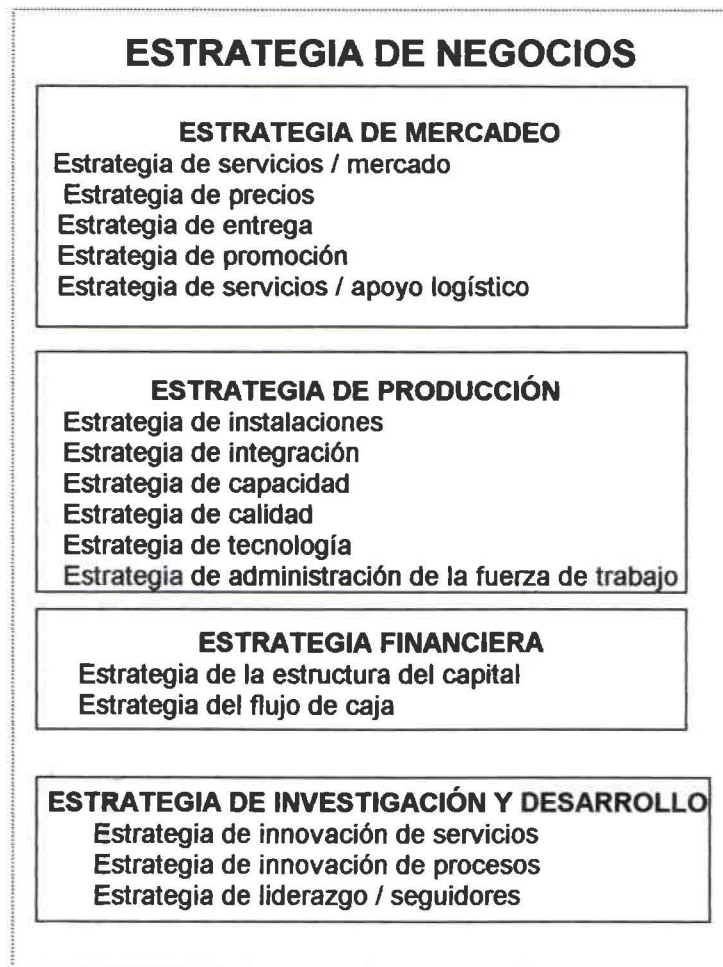 ESTRATEGIA DE NEGOCIOS
ESTRATEGIA DE MERCADEO
Estrategia de servicios / mercado
Estrategia de precios
Estrategia de entrega
Estrategia de promoción
Estrategia de servicios / apoyo logístico
ESTRATEGIA DE PRODUCCIÓN
Estrategia de instalaciones
Estrategia de integración
Estrategia de capacidad
Estrategia de calidad
Estrategia de tecnología
Estrategia de administración de la fuerza de trabajo
ESTRATEGIA FINANCIERA
Estrategia de la estructura del capital
Estrategia del flujo de caja
ESTRATEGIA DE INVESTIGACIÓN Y DESARROLLO
Estrategia de innovación de servicios
Estrategia de innovación de procesos
Estrategia de liderazgo / seguidores